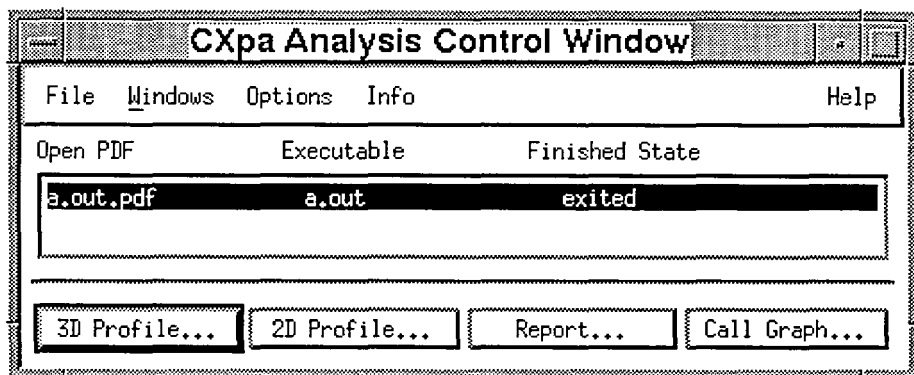 CXpa Analysis Control Window
File Windows Options Info Help
Open PDF Executable Finished State
a.out.pdf a.out exited
3D Profile... 2D Profile... Report... Call Graph...